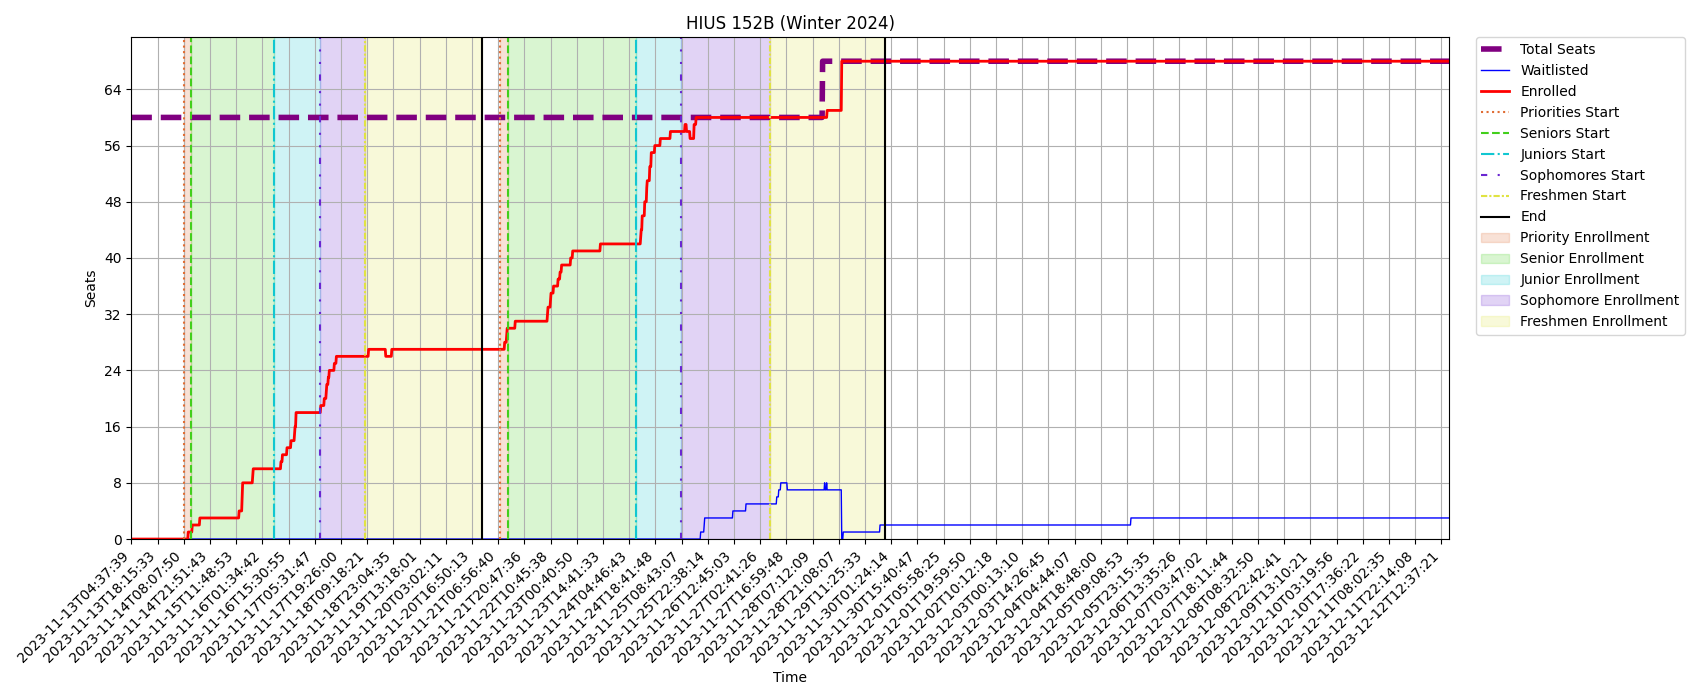 HIUS 152B (Winter 2024)
Total Seats
Waitlisted
Enrolled
Priorities Start
Seniors Start
Juniors Start
Sophomores Start
Freshmen Start
End
Priority Enrollment
Senior Enrollment
Junior Enrollment
Sophomore Enrollment
Freshmen Enrollment
Seats
64
56
48
40
32
24
16
8
0
2023-11-13T04:37:39
2023-11-13T18:15:33
2023-11-14T08:07:50
2023-11-14T21:51:43
2023-11-15T11:48:53
2023-11-16T01:34:42
2023-11-16T15:30:55
2023-11-17T05:31:47
2023-11-17T19:26:00
2023-11-18T09:18:21
2023-11-18T23:04:35
2023-11-19T13:18:01
2023-11-20T03:02:11
2023-11-20T16:50:13
2023-11-21T06:56:40
2023-11-21T20:47:36
2023-11-22T10:45:38
2023-11-23T00:40:50
2023-11-23T14:41:33
2023-11-24T04:46:43
2023-11-24T18:41:48
2023-11-25T08:43:07
2023-11-25T22:38:14
2023-11-26T12:45:03
2023-11-27T02:41:26
2023-11-27T16:59:48
2023-11-28T07:12:09
2023-11-28T21:08:07
2023-11-29T11:25:33
2023-11-30T01:24:14
2023-11-30T15:40:47
2023-12-01T05:58:25
2023-12-01T19:59:50
2023-12-02T10:12:18
2023-12-03T00:13:10
2023-12-03T14:26:45
2023-12-04T04:44:07
2023-12-04T18:48:00
2023-12-05T09:08:53
2023-12-05T23:15:35
2023-12-06T13:35:26
2023-12-07T03:47:02
2023-12-07T18:11:44
2023-12-08T08:32:50
2023-12-08T22:42:41
2023-12-09T13:10:21
2023-12-10T03:19:56
2023-12-10T17:36:22
2023-12-11T08:02:35
2023-12-11T22:14:08
2023-12-12T12:37:21
Time